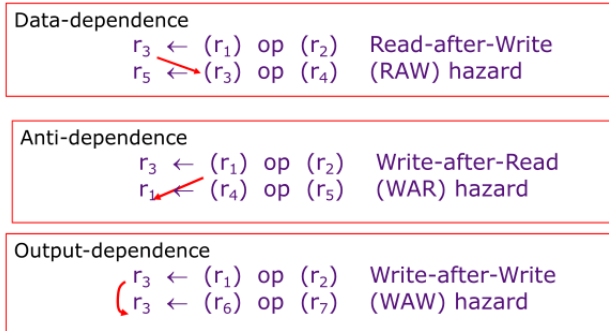 Data-dependence
r₃ ← (r₁) op (r₂) Read-after-Write
r₅ ← (r₃) op (r₄) (RAW) hazard
Anti-dependence
r₃ ← (r₁) op (r₂) Write-after-Read
r₁ ← (r₄) op (r₅) (WAR) hazard
Output-dependence
r₃ ← (r₁) op (r₂) Write-after-Write
r₃ ← (r₆) op (r₇) (WAW) hazard